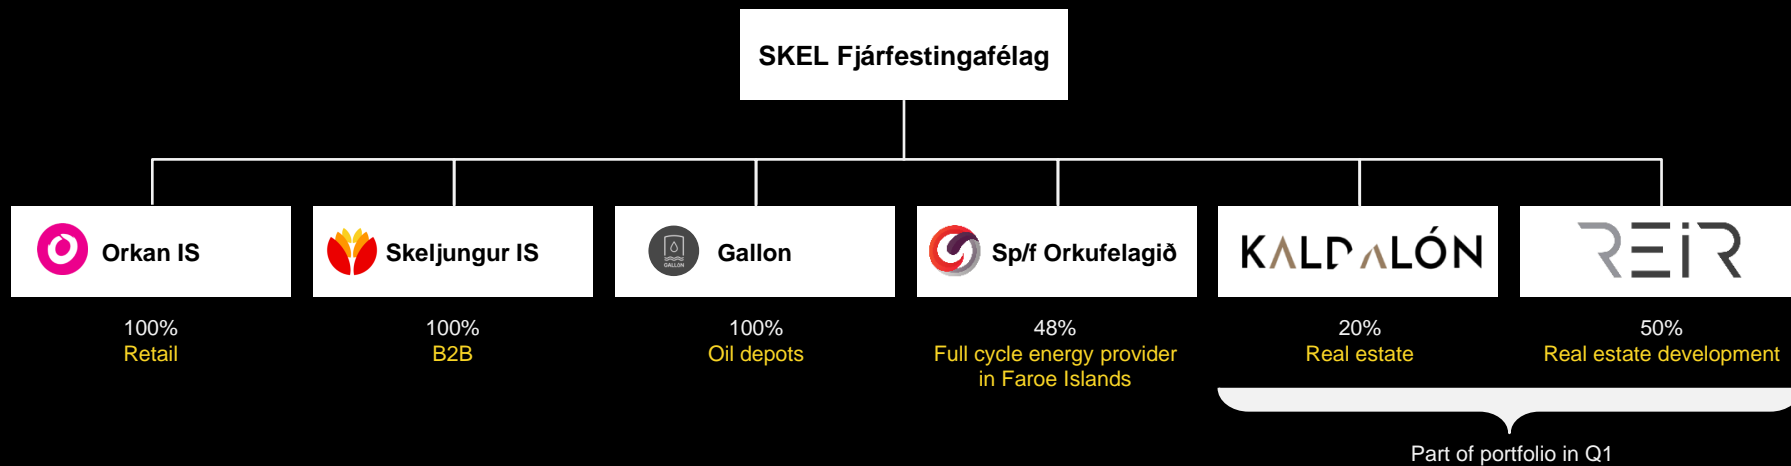 SKEL Fjárfestingafélag
Orkan IS
Skeljungur IS
GALLON
Gallon
Sp/f Orkufelagið
KALDALÓN
REIR
100%
Retail
100%
B2B
100%
Oil depots
48%
Full cycle energy provider
in Faroe Islands
20%
Real estate
50%
Real estate development
Part of portfolio in Q1